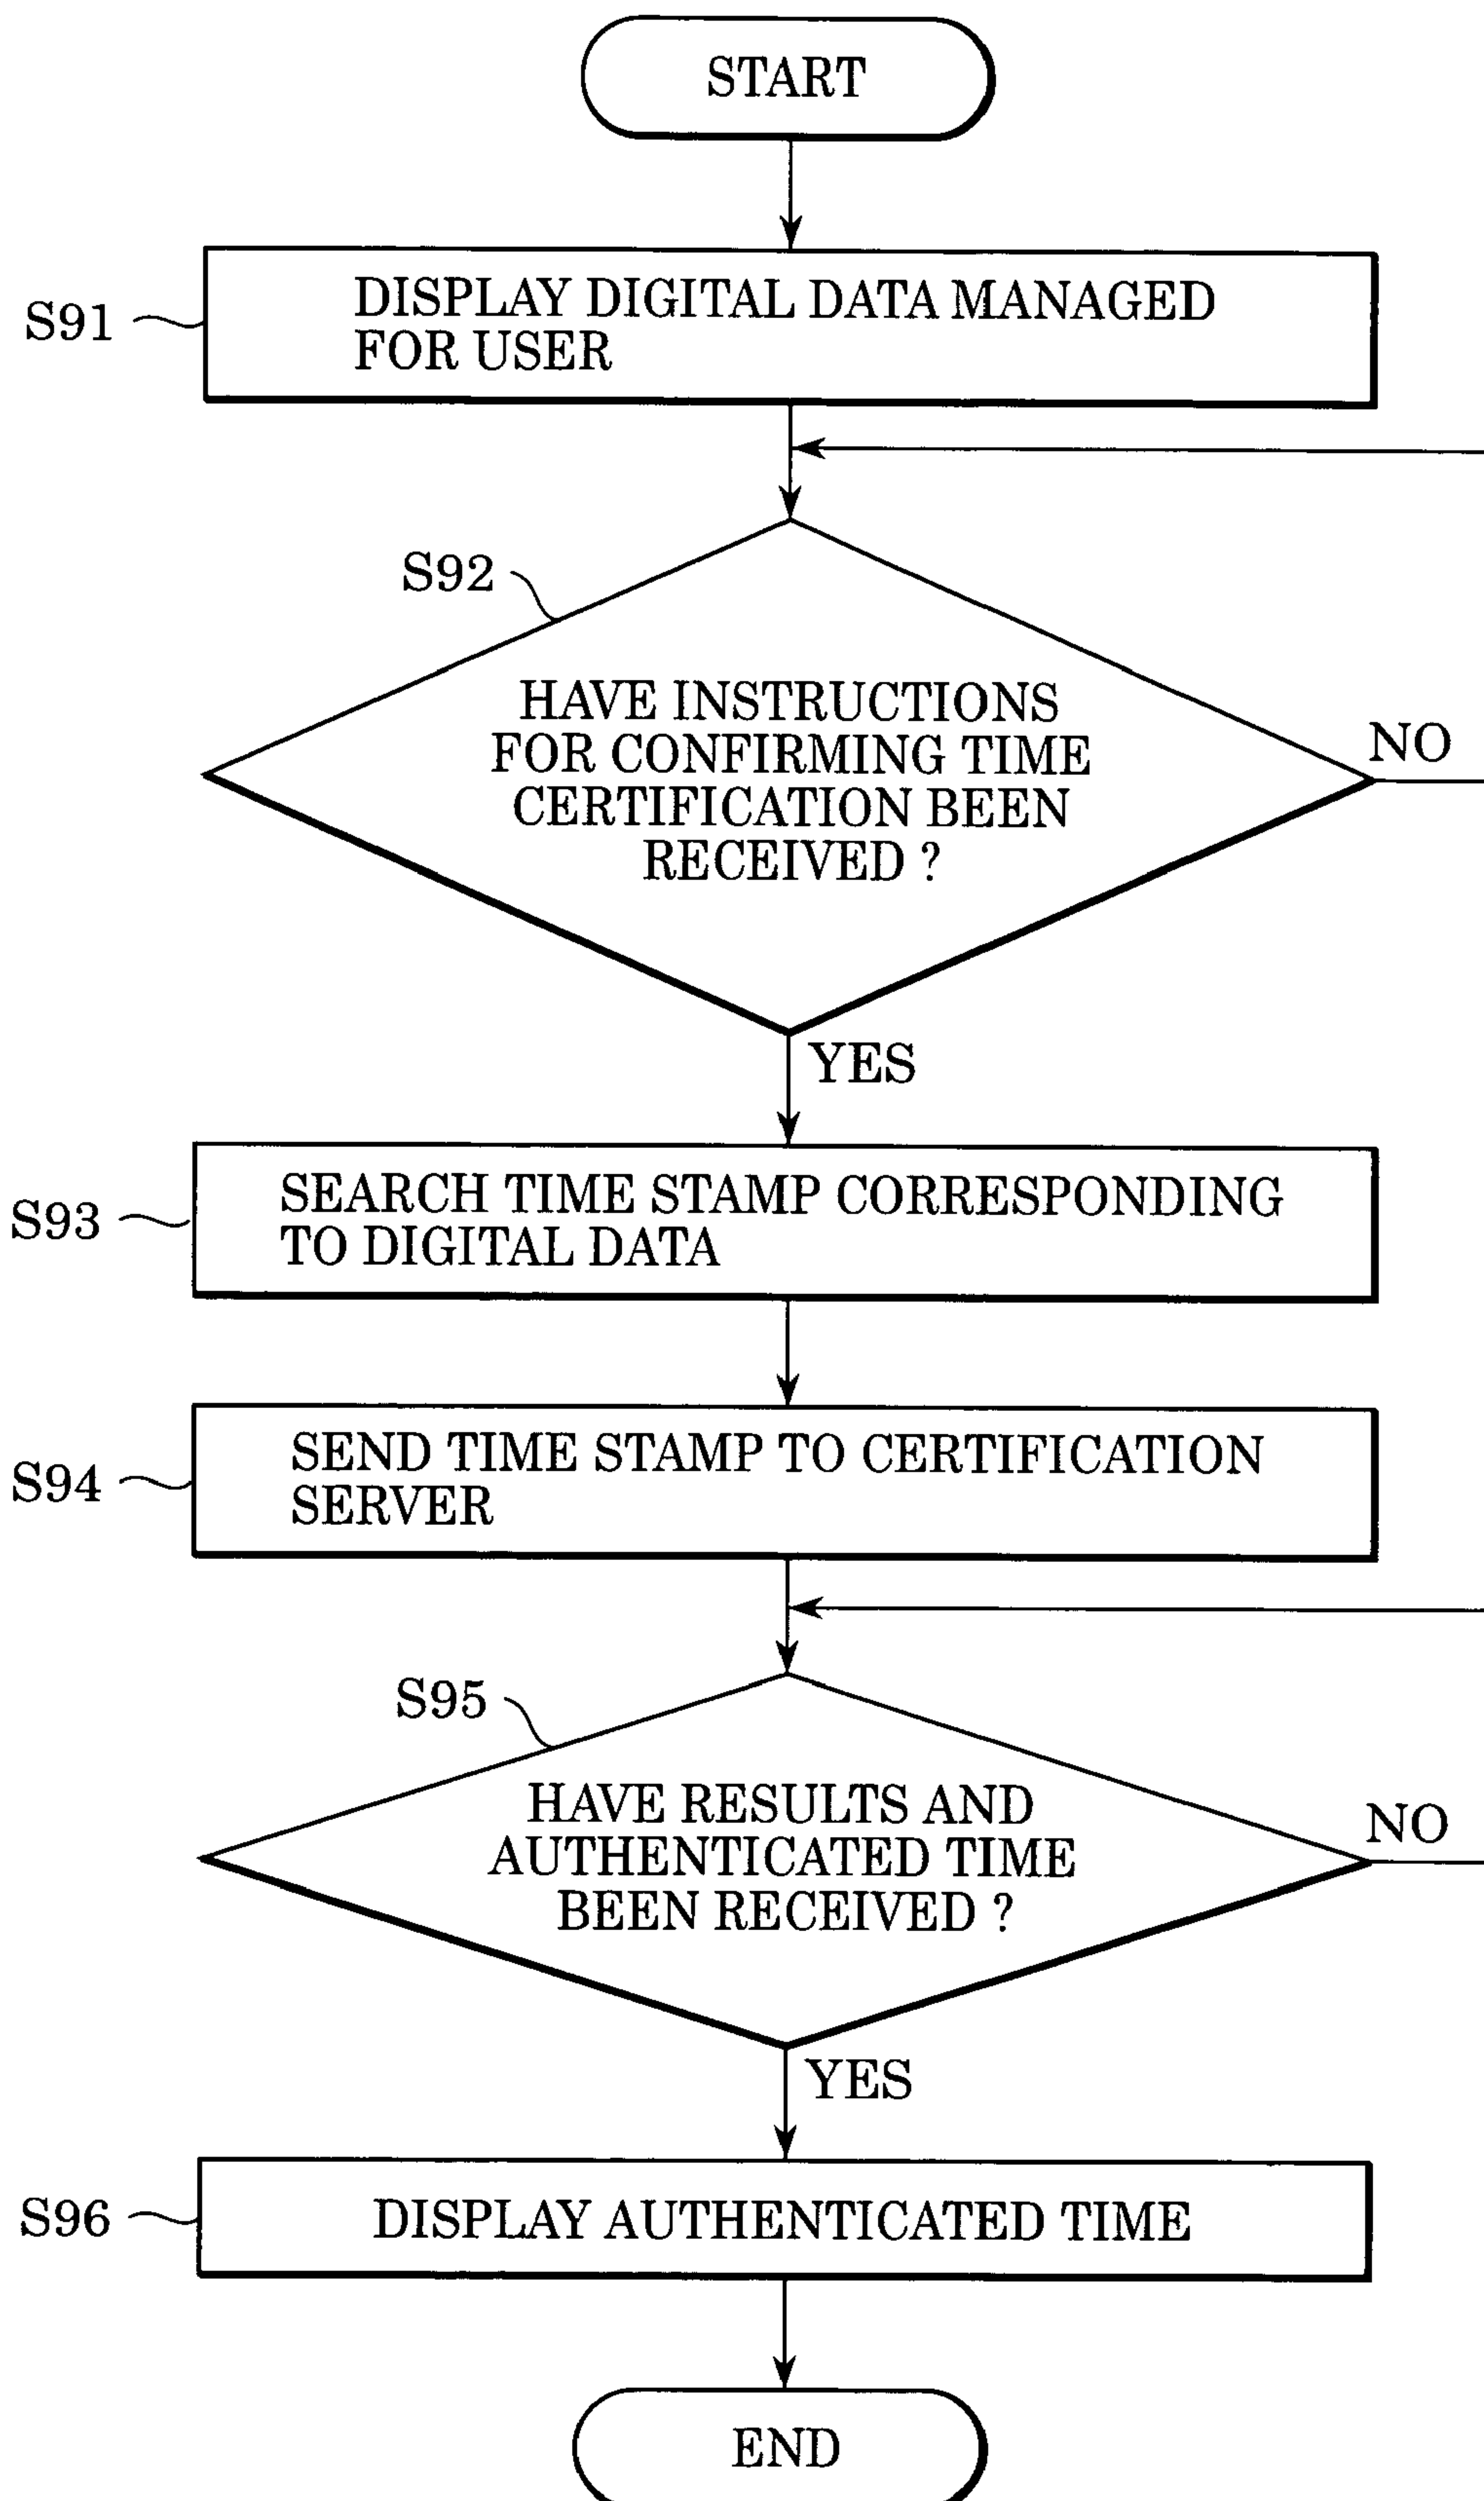 START
S91
DISPLAY DIGITAL DATA MANAGED
FOR USER
S92
HAVE INSTRUCTIONS
FOR CONFIRMING TIME
CERTIFICATION BEEN
RECEIVED ?
NO
YES
S93
SEARCH TIME STAMP CORRESPONDING
TO DIGITAL DATA
S94
SEND TIME STAMP TO CERTIFICATION
SERVER
S95
HAVE RESULTS AND
AUTHENTICATED TIME
BEEN RECEIVED ?
NO
YES
S96
DISPLAY AUTHENTICATED TIME
END